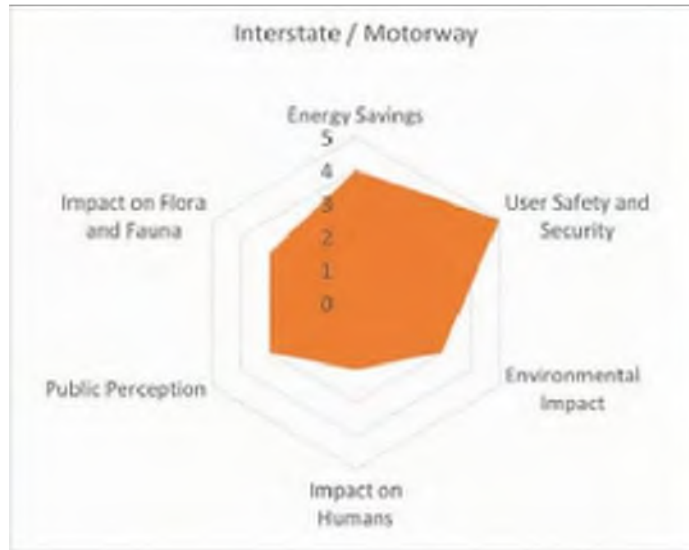 Interstate / Motorway
Energy Savings
5
4
3
2
1
0
Impact on Flora
and Fauna
User Safety and
Security
Public Perception
Environmental
Impact
Impact on
Humans